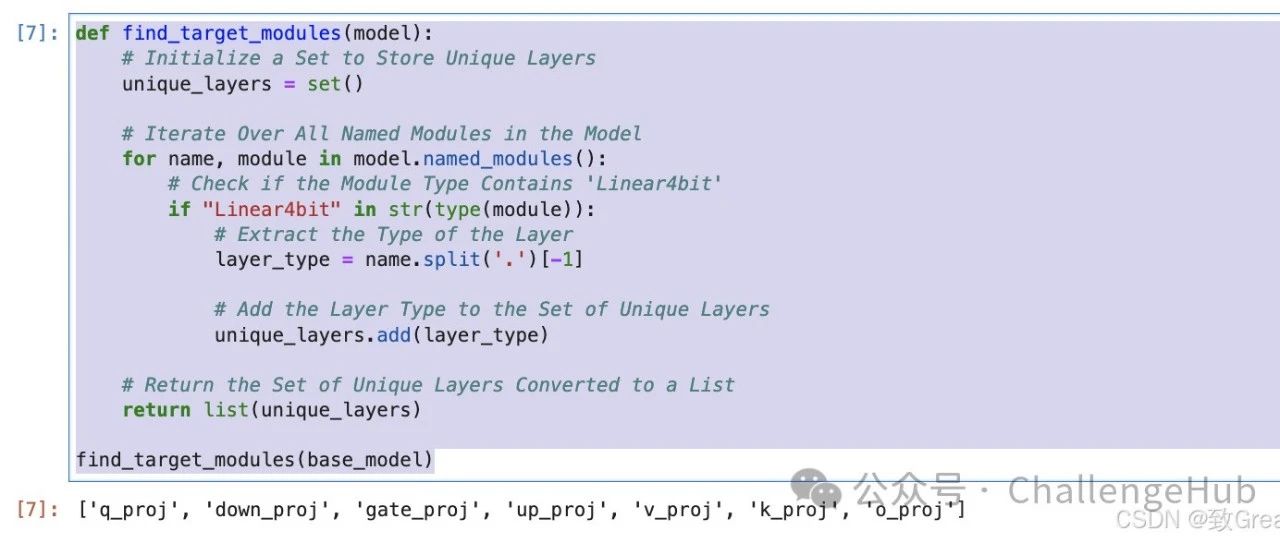 [7]: def find_target_modules(model):
    # Initialize a Set to Store Unique Layers
    unique_layers = set()
    # Iterate Over All Named Modules in the Model
    for name, module in model.named_modules():
        # Check if the Module Type Contains 'Linear4bit'
        if "Linear4bit" in str(type(module)):
            # Extract the Type of the Layer
            layer_type = name.split('.')[-1]
            # Add the Layer Type to the Set of Unique Layers
            unique_layers.add(layer_type)
    # Return the Set of Unique Layers Converted to a List
    return list(unique_layers)
find_target_modules(base_model)
[7]: ['q_proj', 'down_proj', 'gate_proj', 'up_proj', 'v_proj', 'k_proj', 'o_proj']
公众号 · ChallengeHub
CSDN @致Grea